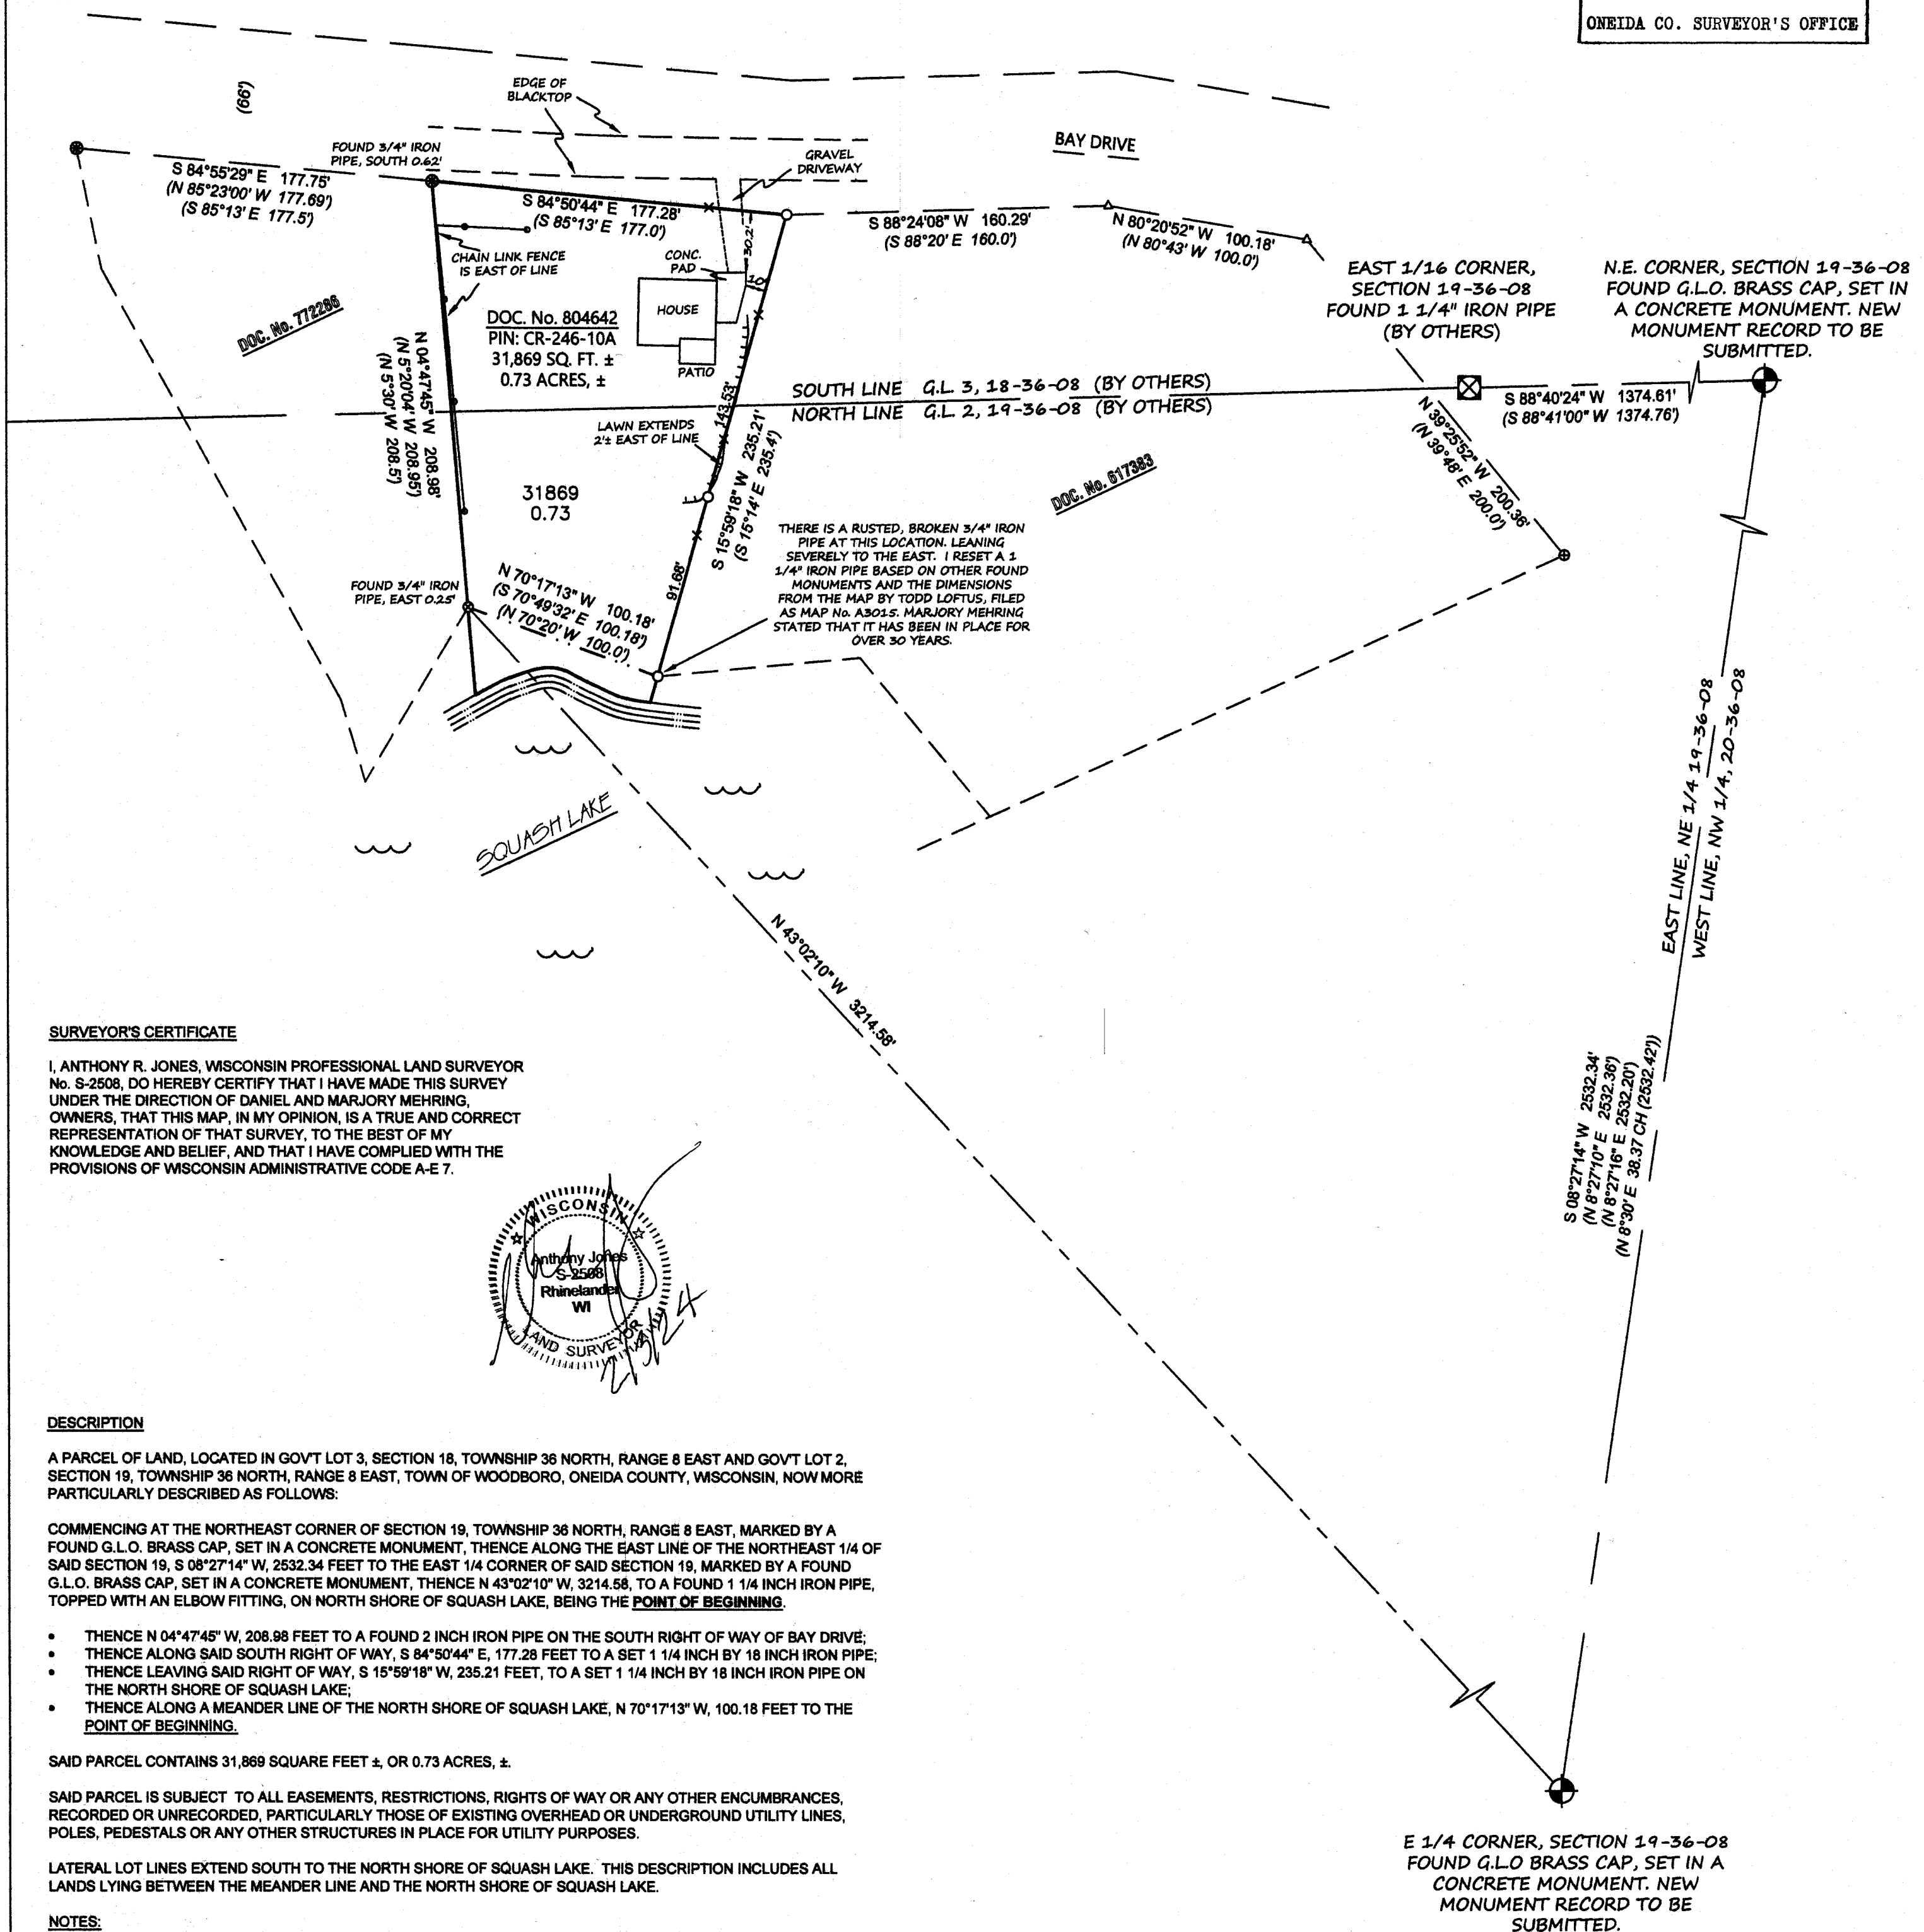 ONEIDA CO. SURVEYOR'S OFFICE
(66')
EDGE OF
BLACKTOP
BAY DRIVE
FOUND 3/4" IRON
PIPE, SOUTH 0.62'
GRAVEL
DRIVEWAY
S 84°55'29" E 177.75'
(N 85°23'00" W 177.69')
(S 85°13' E 177.5')
S 84°50'44" E 177.28'
(S 85°13' E 177.0')
S 88°24'08" W 160.29'
(S 88°20' E 160.0')
N 80°20'52" W 100.18'
(N 80°43' W 100.0')
30.2'
10'
CHAIN LINK FENCE
IS EAST OF LINE
CONC.
PAD
HOUSE
PATIO
EAST 1/16 CORNER,
SECTION 19-36-08
FOUND 1 1/4" IRON PIPE
(BY OTHERS)
N.E. CORNER, SECTION 19-36-08
FOUND G.L.O. BRASS CAP, SET IN
A CONCRETE MONUMENT. NEW
MONUMENT RECORD TO BE
SUBMITTED.
DOC. No. 772286
DOC. No. 804642
PIN: CR-246-10A
31,869 SQ. FT. ±
0.73 ACRES, ±
N 04°47'45" W 208.98'
(N 5°20'04" W 208.95')
(N 5°30' W 208.5')
SOUTH LINE G.L. 3, 18-36-08 (BY OTHERS)
NORTH LINE G.L. 2, 19-36-08 (BY OTHERS)
S 88°40'24" W 1374.61'
(S 88°41'00" W 1374.76')
143.53'
LAWN EXTENDS
2'± EAST OF LINE
S 15°59'18" W 235.21'
(S 15°14' E 235.4')
N 39°25'52" W 200.36'
(N 39°48' E 200.0')
DOC. No. 617383
31869
0.73
THERE IS A RUSTED, BROKEN 3/4" IRON
PIPE AT THIS LOCATION. LEANING
SEVERELY TO THE EAST. I RESET A 1
1/4" IRON PIPE BASED ON OTHER FOUND
MONUMENTS AND THE DIMENSIONS
FROM THE MAP BY TODD LOFTUS, FILED
AS MAP No. A3015. MARJORY MEHRING
STATED THAT IT HAS BEEN IN PLACE FOR
OVER 30 YEARS.
FOUND 3/4" IRON
PIPE, EAST 0.25'
N 70°17'13" W 100.18'
(S 70°49'32" E 100.18')
(N 70°20' W 100.0')
91.68'
SQUASH LAKE
EAST LINE, NE 1/4 19-36-08
WEST LINE, NW 1/4, 20-36-08
N 43°02'10" W 3214.58'
S 08°27'14" W 2532.34'
(N 8°27'10" E 2532.36')
(N 8°27'16" E 2532.20')
(N 8°30' E 38.37 CH (2532.42'))
SURVEYOR'S CERTIFICATE
I, ANTHONY R. JONES, WISCONSIN PROFESSIONAL LAND SURVEYOR
No. S-2508, DO HEREBY CERTIFY THAT I HAVE MADE THIS SURVEY
UNDER THE DIRECTION OF DANIEL AND MARJORY MEHRING,
OWNERS, THAT THIS MAP, IN MY OPINION, IS A TRUE AND CORRECT
REPRESENTATION OF THAT SURVEY, TO THE BEST OF MY
KNOWLEDGE AND BELIEF, AND THAT I HAVE COMPLIED WITH THE
PROVISIONS OF WISCONSIN ADMINISTRATIVE CODE A-E 7.
WISCONSIN
Anthony Jones
S-2508
Rhinelander
WI
LAND SURVEYOR
DESCRIPTION
A PARCEL OF LAND, LOCATED IN GOV'T LOT 3, SECTION 18, TOWNSHIP 36 NORTH, RANGE 8 EAST AND GOV'T LOT 2,
SECTION 19, TOWNSHIP 36 NORTH, RANGE 8 EAST, TOWN OF WOODBORO, ONEIDA COUNTY, WISCONSIN, NOW MORE
PARTICULARLY DESCRIBED AS FOLLOWS:
COMMENCING AT THE NORTHEAST CORNER OF SECTION 19, TOWNSHIP 36 NORTH, RANGE 8 EAST, MARKED BY A
FOUND G.L.O. BRASS CAP, SET IN A CONCRETE MONUMENT, THENCE ALONG THE EAST LINE OF THE NORTHEAST 1/4 OF
SAID SECTION 19, S 08°27'14" W, 2532.34 FEET TO THE EAST 1/4 CORNER OF SAID SECTION 19, MARKED BY A FOUND
G.L.O. BRASS CAP, SET IN A CONCRETE MONUMENT, THENCE N 43°02'10" W, 3214.58, TO A FOUND 1 1/4 INCH IRON PIPE,
TOPPED WITH AN ELBOW FITTING, ON NORTH SHORE OF SQUASH LAKE, BEING THE POINT OF BEGINNING.
• THENCE N 04°47'45" W, 208.98 FEET TO A FOUND 2 INCH IRON PIPE ON THE SOUTH RIGHT OF WAY OF BAY DRIVE;
• THENCE ALONG SAID SOUTH RIGHT OF WAY, S 84°50'44" E, 177.28 FEET TO A SET 1 1/4 INCH BY 18 INCH IRON PIPE;
• THENCE LEAVING SAID RIGHT OF WAY, S 15°59'18" W, 235.21 FEET, TO A SET 1 1/4 INCH BY 18 INCH IRON PIPE ON
THE NORTH SHORE OF SQUASH LAKE;
• THENCE ALONG A MEANDER LINE OF THE NORTH SHORE OF SQUASH LAKE, N 70°17'13" W, 100.18 FEET TO THE
POINT OF BEGINNING.
SAID PARCEL CONTAINS 31,869 SQUARE FEET ±, OR 0.73 ACRES, ±.
SAID PARCEL IS SUBJECT TO ALL EASEMENTS, RESTRICTIONS, RIGHTS OF WAY OR ANY OTHER ENCUMBRANCES,
RECORDED OR UNRECORDED, PARTICULARLY THOSE OF EXISTING OVERHEAD OR UNDERGROUND UTILITY LINES,
POLES, PEDESTALS OR ANY OTHER STRUCTURES IN PLACE FOR UTILITY PURPOSES.
LATERAL LOT LINES EXTEND SOUTH TO THE NORTH SHORE OF SQUASH LAKE. THIS DESCRIPTION INCLUDES ALL
LANDS LYING BETWEEN THE MEANDER LINE AND THE NORTH SHORE OF SQUASH LAKE.
NOTES:
E 1/4 CORNER, SECTION 19-36-08
FOUND G.L.O BRASS CAP, SET IN A
CONCRETE MONUMENT. NEW
MONUMENT RECORD TO BE
SUBMITTED.